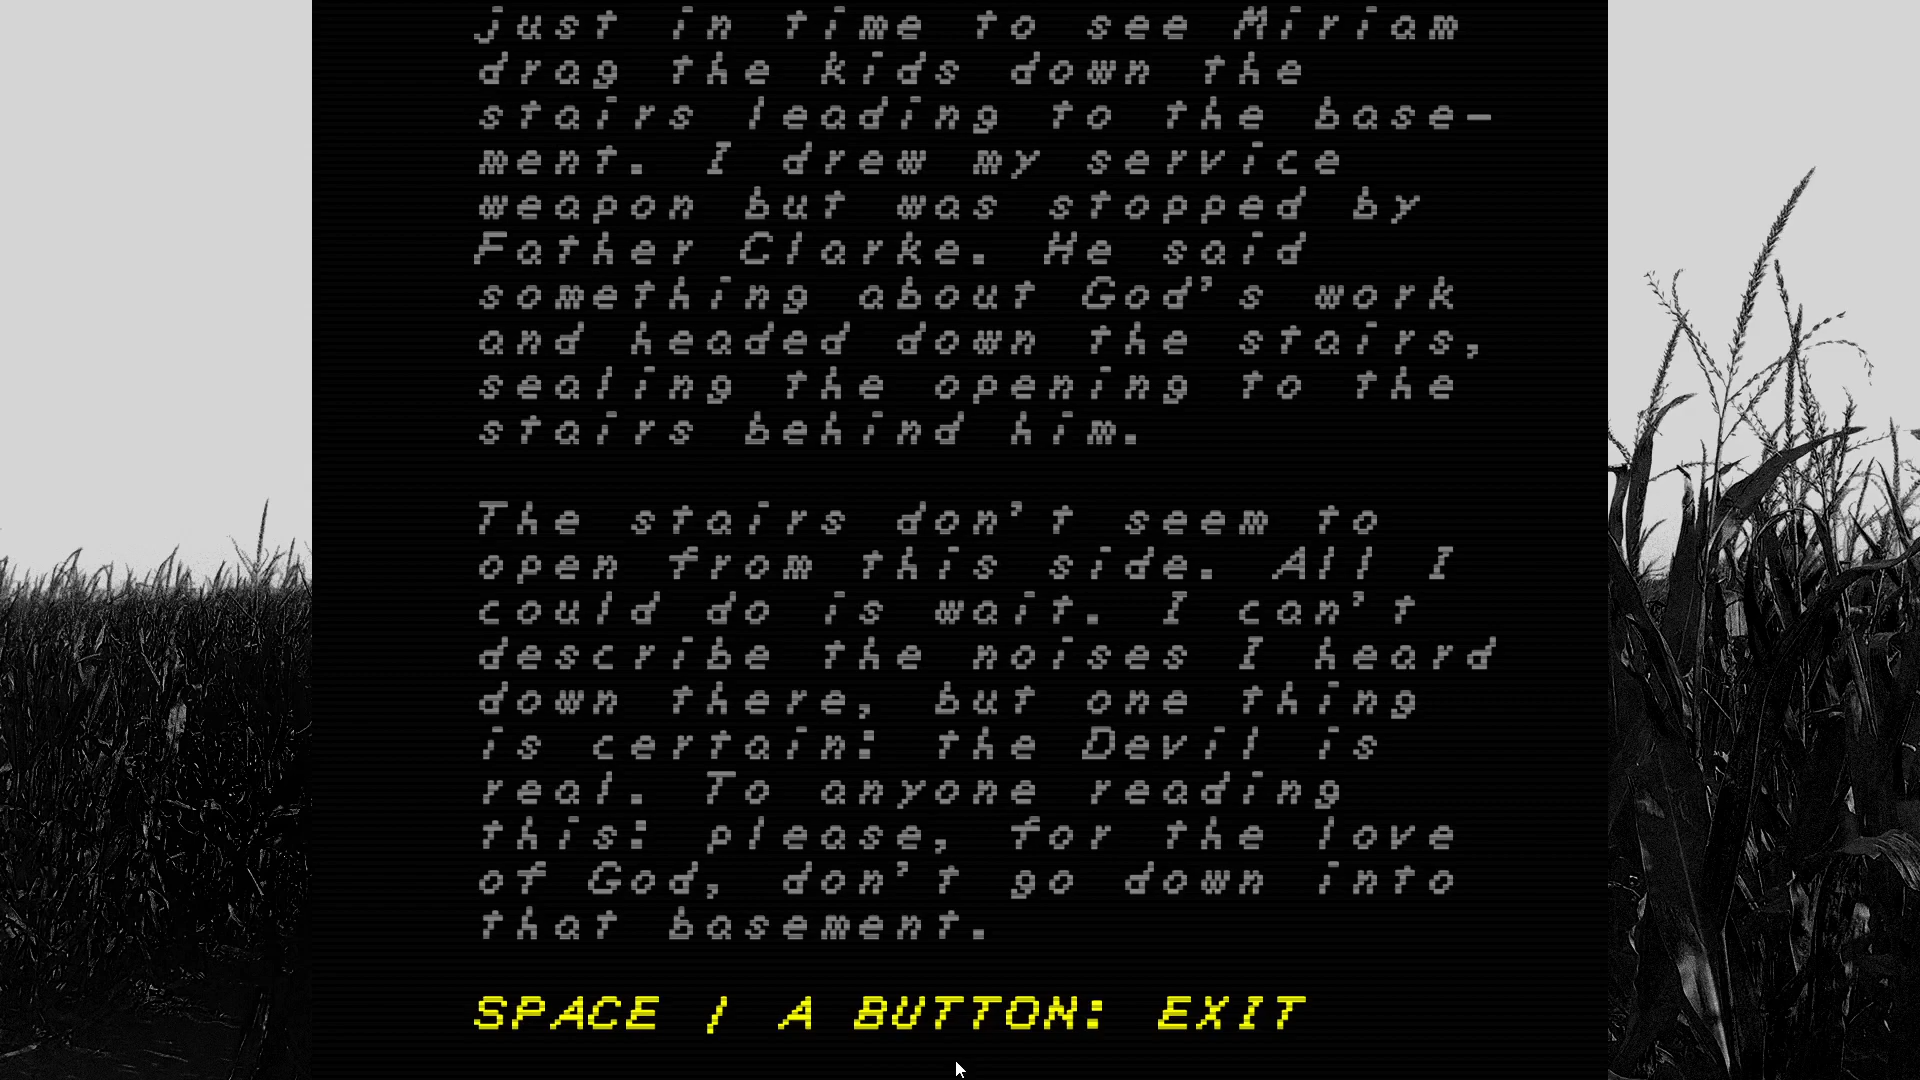 just in time to see Miriam
drag the kids down the
stairs leading to the base-
ment. I drew my service
weapon but was stopped by
Father Clarke. He said
something about God's work
and headed down the stairs,
sealing the opening to the
stairs behind him.
The stairs don't seem to
open from this side. All I
could do is wait. I can't
describe the noises I heard
down there, but one thing
is certain: the Devil is
real. To anyone reading
this: please, for the love
of God, don't go down into
that basement.
SPACE / A BUTTON: EXIT